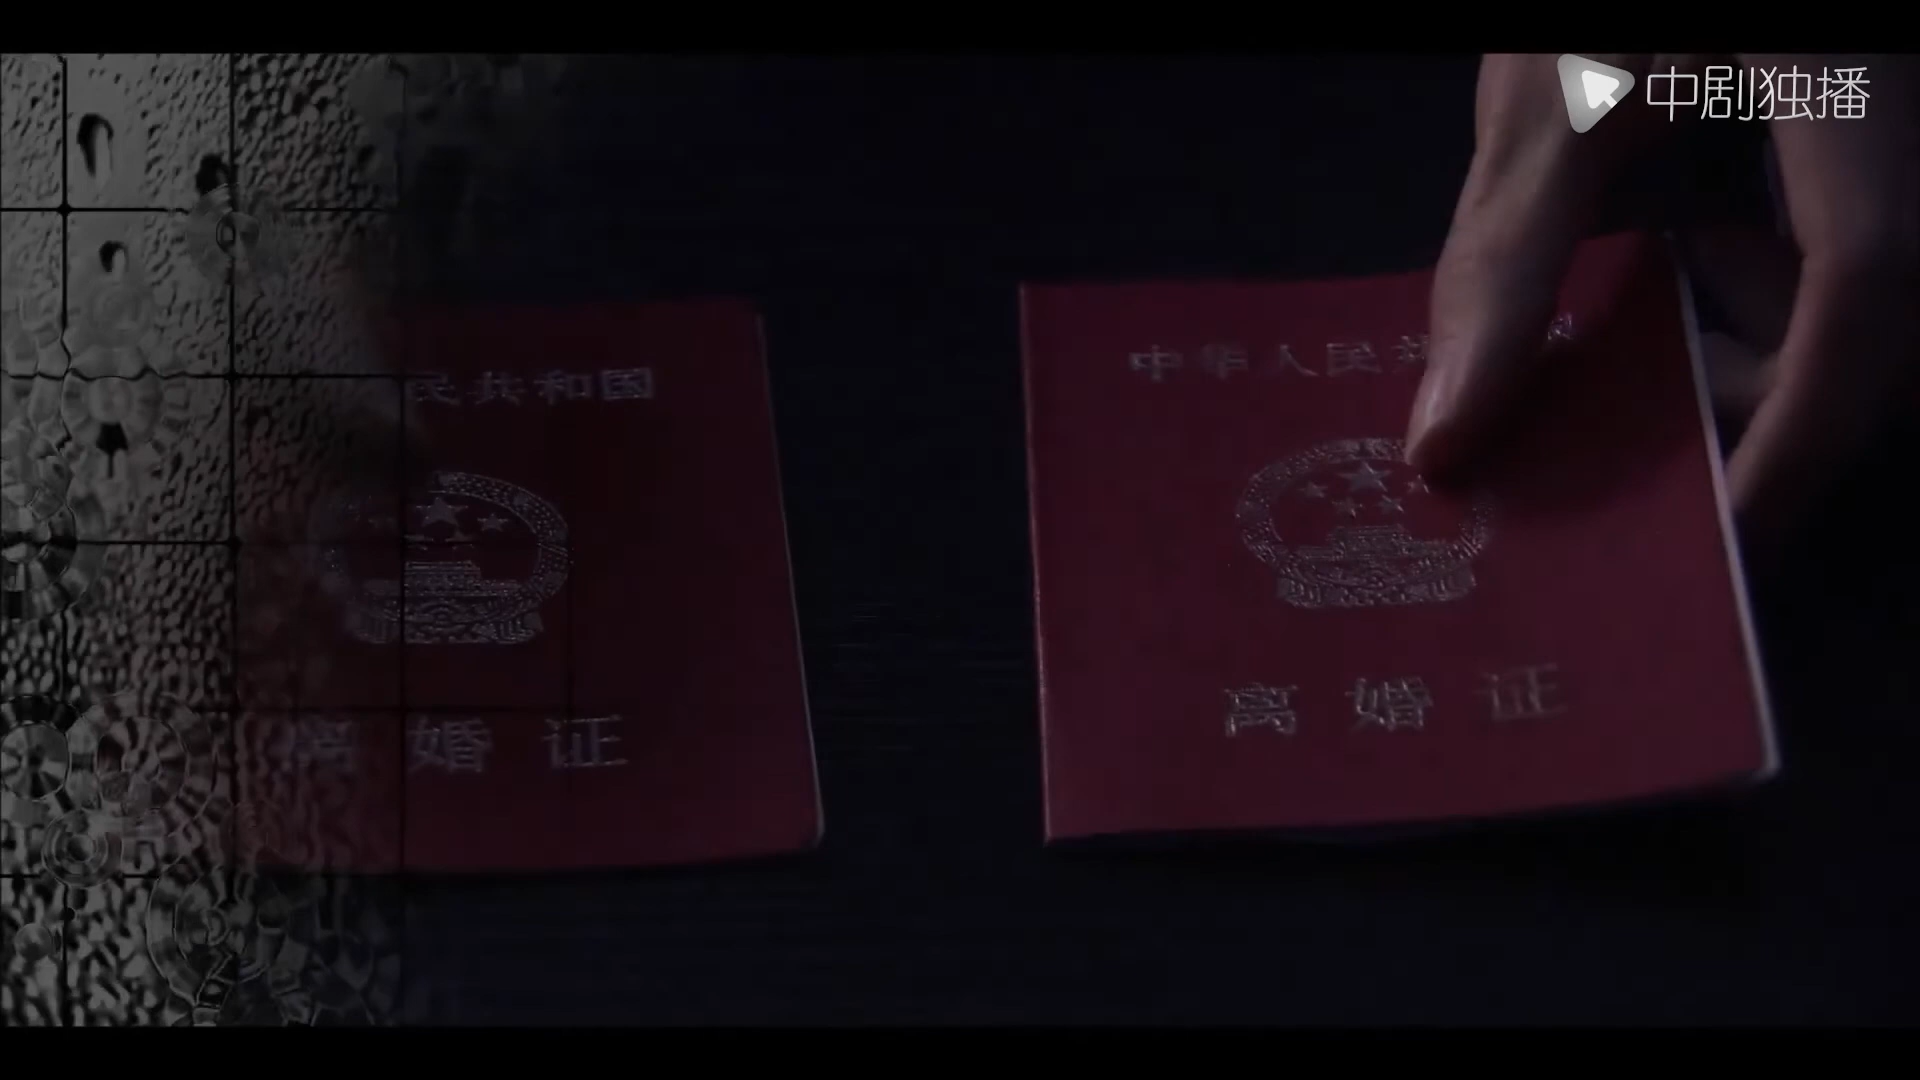 中剧独播
民共和国
离婚证
中华人民共 国
离婚证